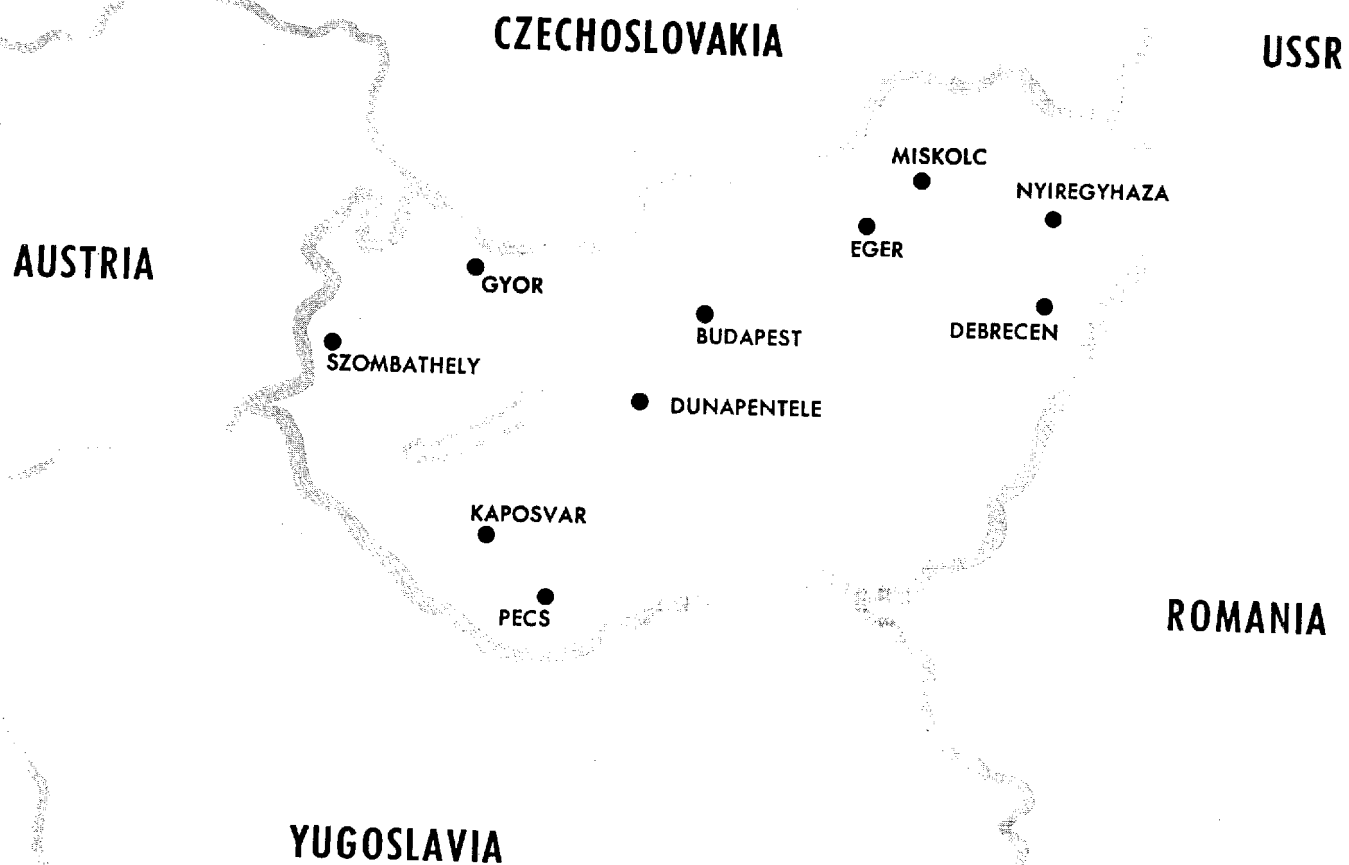 CZECHOSLOVAKIA
USSR
MISKOLC
NYIREGYHAZA
EGER
AUSTRIA
GYOR
BUDAPEST
DEBRECEN
SZOMBATHELY
DUNAPENTELE
KAPOSVAR
PECS
ROMANIA
YUGOSLAVIA